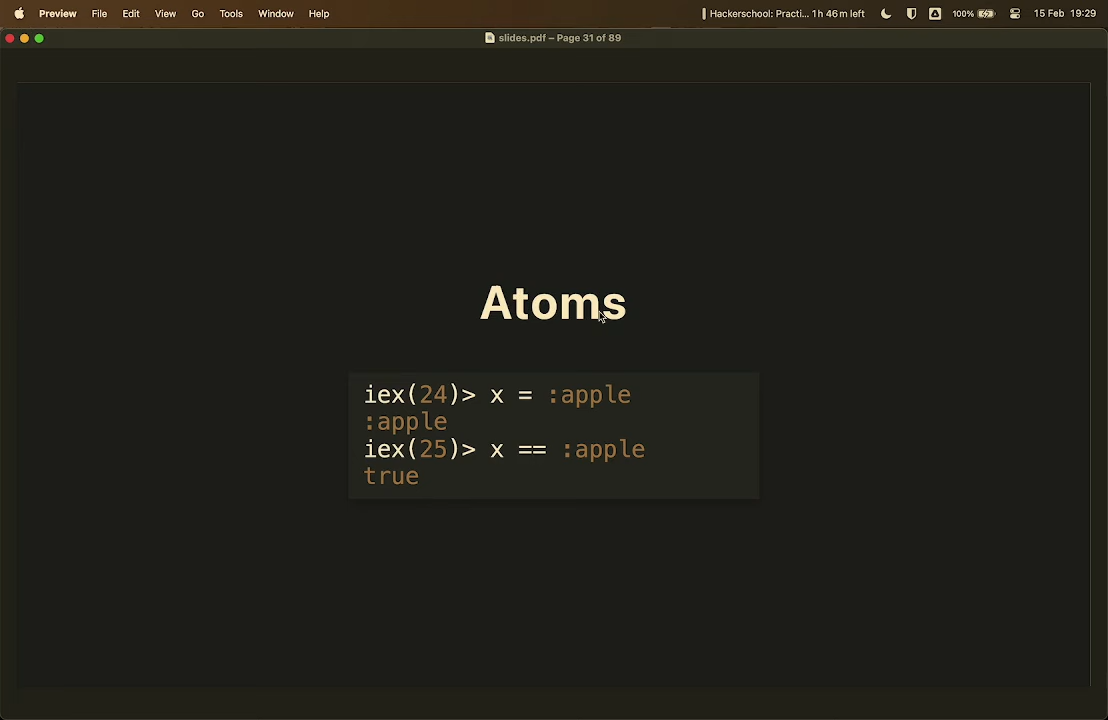 Preview File Edit View Go Tools Window Help Hackerschool: Practi... 1h 46m left 100% 15 Feb 19:29
slides.pdf – Page 31 of 89
Atoms
iex(24)> x = :apple
:apple
iex(25)> x == :apple
true